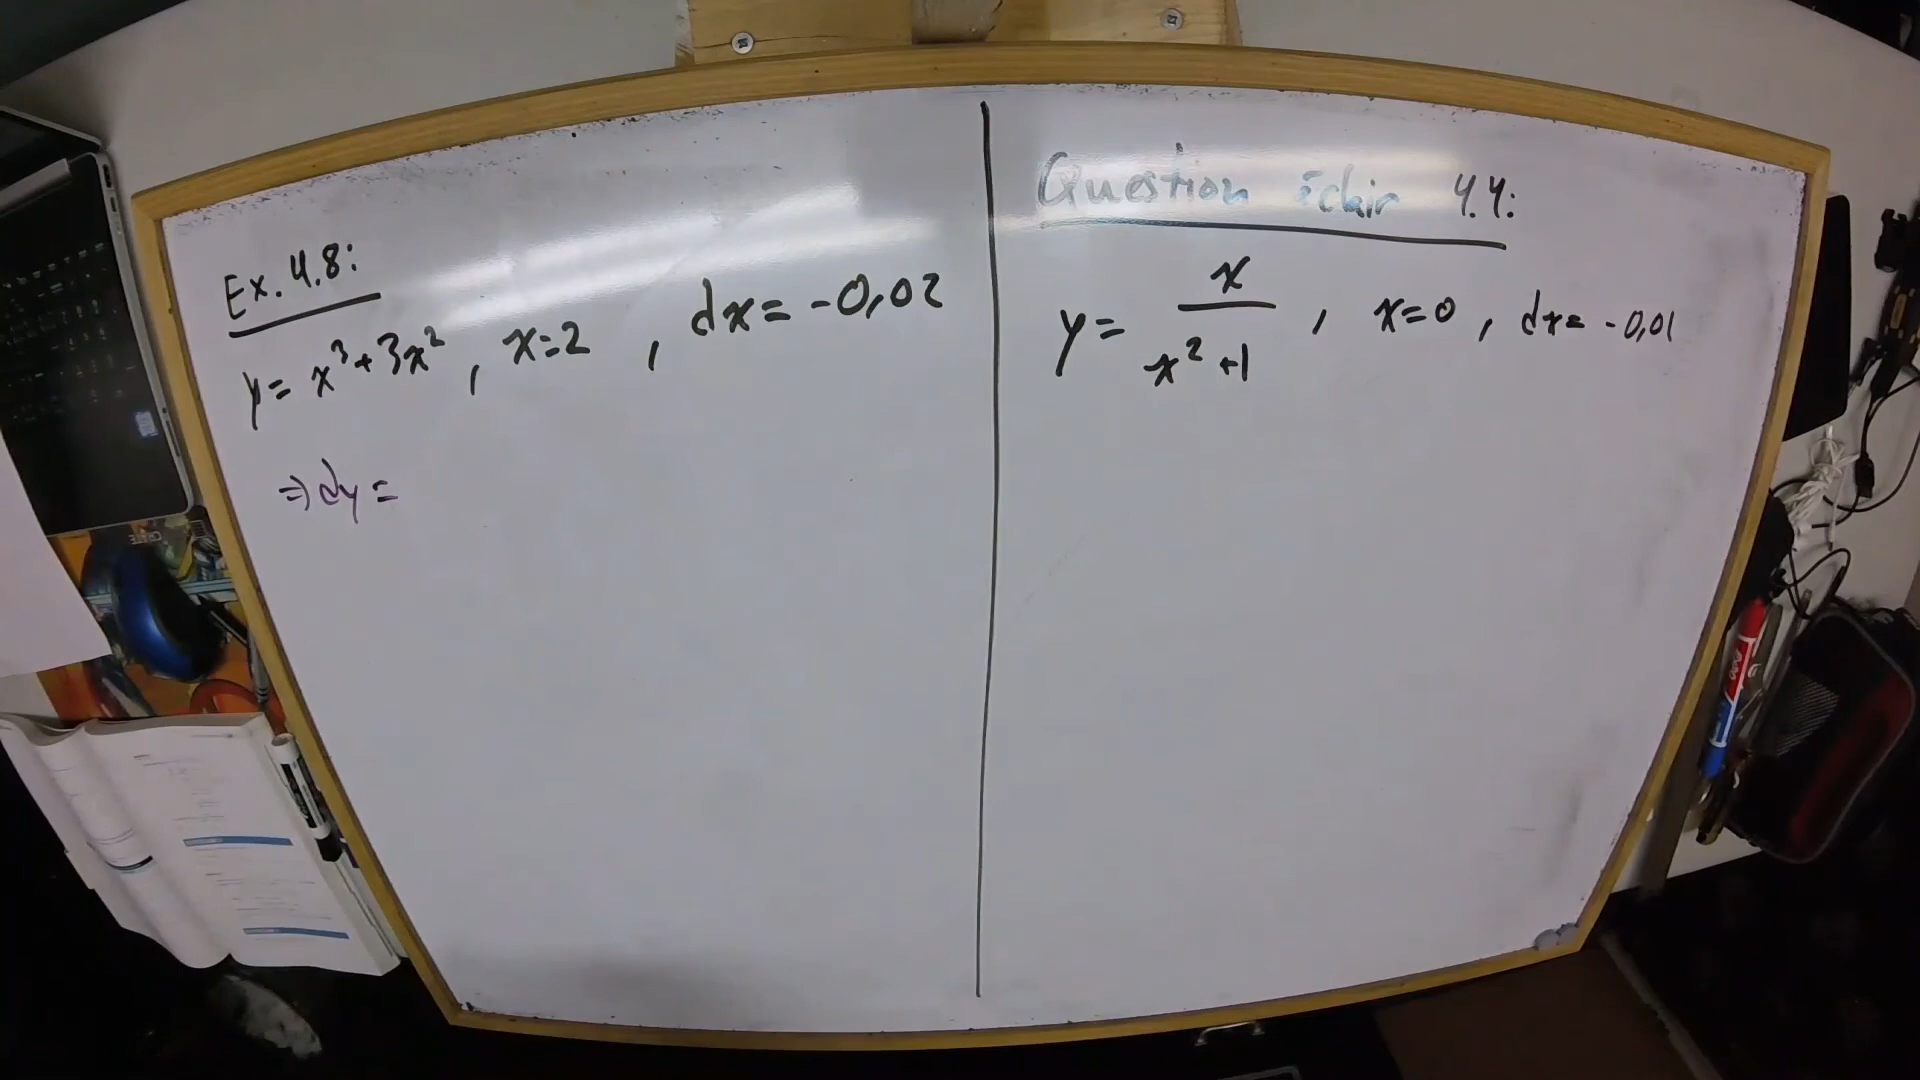 Ex. 4.8:
y = x³ + 3x² , x = 2 , dx = -0,02
⇒ dy =
Question éclair 4.4:
y = x / (x² + 1) , x = 0 , dx = -0,01